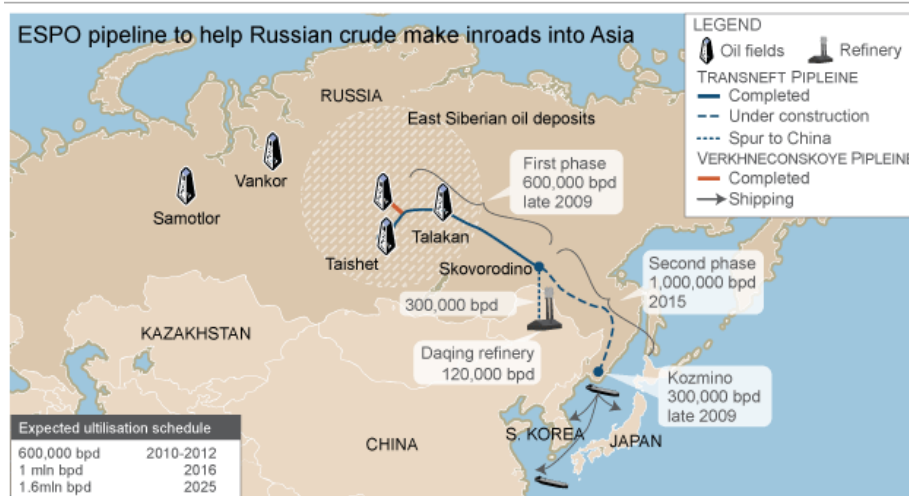 ESPO pipeline to help Russian crude make inroads into Asia
LEGEND
Oil fields
Refinery
TRANSNEFT PIPLEINE
Completed
Under construction
Spur to China
VERKHNECONSKOYE PIPLEINE
Completed
Shipping
RUSSIA
East Siberian oil deposits
First phase
600,000 bpd
late 2009
Vankor
Samotlor
Talakan
Taishet
Skovorodino
Second phase
1,000,000 bpd
2015
300,000 bpd
KAZAKHSTAN
Daqing refinery
120,000 bpd
Kozmino
300,000 bpd
late 2009
S. KOREA
JAPAN
CHINA
Expected ultilisation schedule
600,000 bpd 2010-2012
1 mln bpd 2016
1.6mln bpd 2025